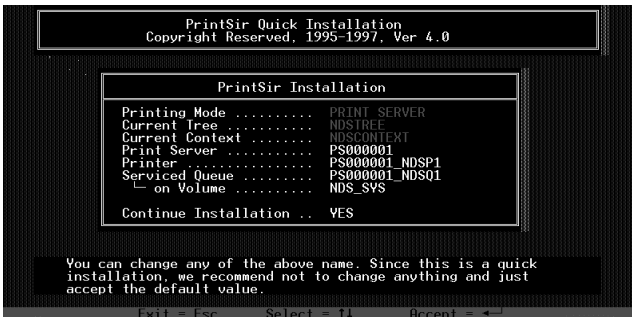 PrintSir Quick Installation
Copyright Reserved, 1995-1997, Ver 4.0
PrintSir Installation
Printing Mode .......... PRINT SERVER
Current Tree ........... NDSTREE
Current Context ........ NDSCONTEXT
Print Server ........... PS000001
Printer ................ PS000001_NDSP1
Serviced Queue ......... PS000001_NDSQ1
└─ on Volume .......... NDS_SYS
Continue Installation .. YES
You can change any of the above name. Since this is a quick
installation, we recommend not to change anything and just
accept the default value.
Exit = Esc Select = ↑↓ Accept = ◄─┘